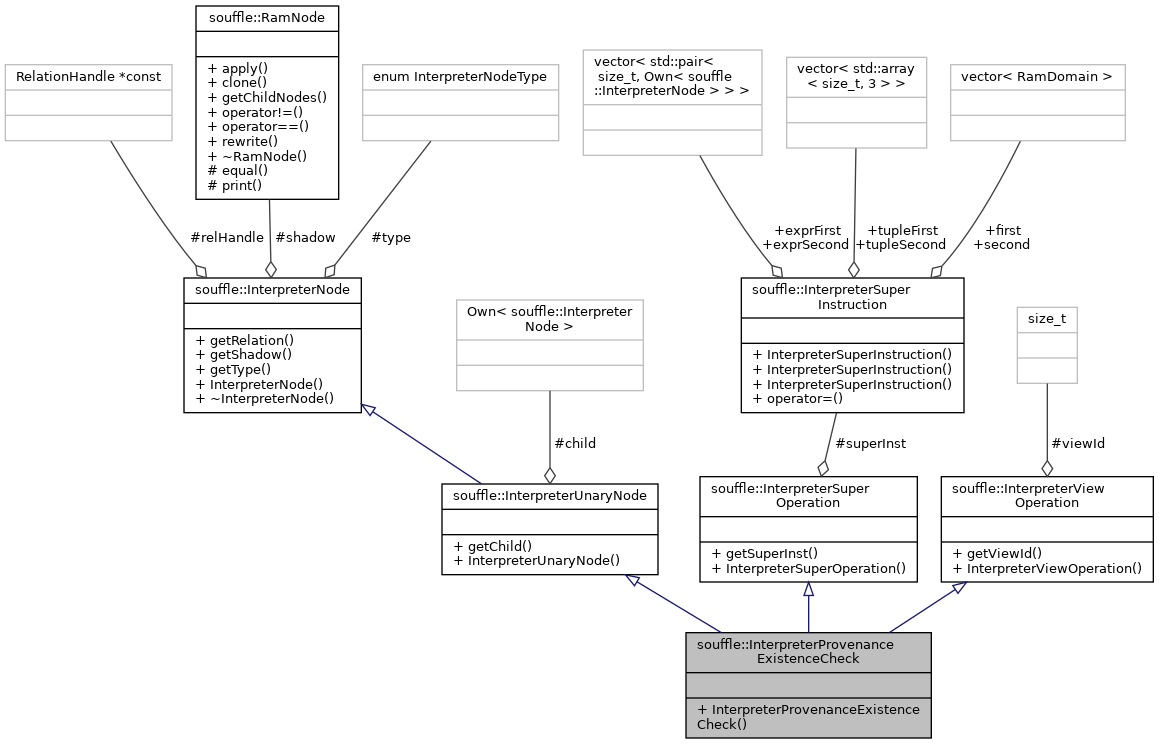 souffle::RamNode
+ apply()
+ clone()
+ getChildNodes()
+ operator!=()
+ operator==()
+ rewrite()
+ ~RamNode()
# equal()
# print()
RelationHandle *const
enum InterpreterNodeType
vector< std::pair<
size_t, Own< souffle
::InterpreterNode > > >
vector< std::array
< size_t, 3 > >
vector< RamDomain >
#relHandle
#shadow
#type
+exprFirst
+exprSecond
+tupleFirst
+tupleSecond
+first
+second
souffle::InterpreterNode
+ getRelation()
+ getShadow()
+ getType()
+ InterpreterNode()
+ ~InterpreterNode()
Own< souffle::Interpreter
Node >
souffle::InterpreterSuper
Instruction
+ InterpreterSuperInstruction()
+ InterpreterSuperInstruction()
+ InterpreterSuperInstruction()
+ operator=()
size_t
#child
#superInst
#viewId
souffle::InterpreterUnaryNode
+ getChild()
+ InterpreterUnaryNode()
souffle::InterpreterSuper
Operation
+ getSuperInst()
+ InterpreterSuperOperation()
souffle::InterpreterView
Operation
+ getViewId()
+ InterpreterViewOperation()
souffle::InterpreterProvenance
ExistenceCheck
+ InterpreterProvenanceExistence
Check()